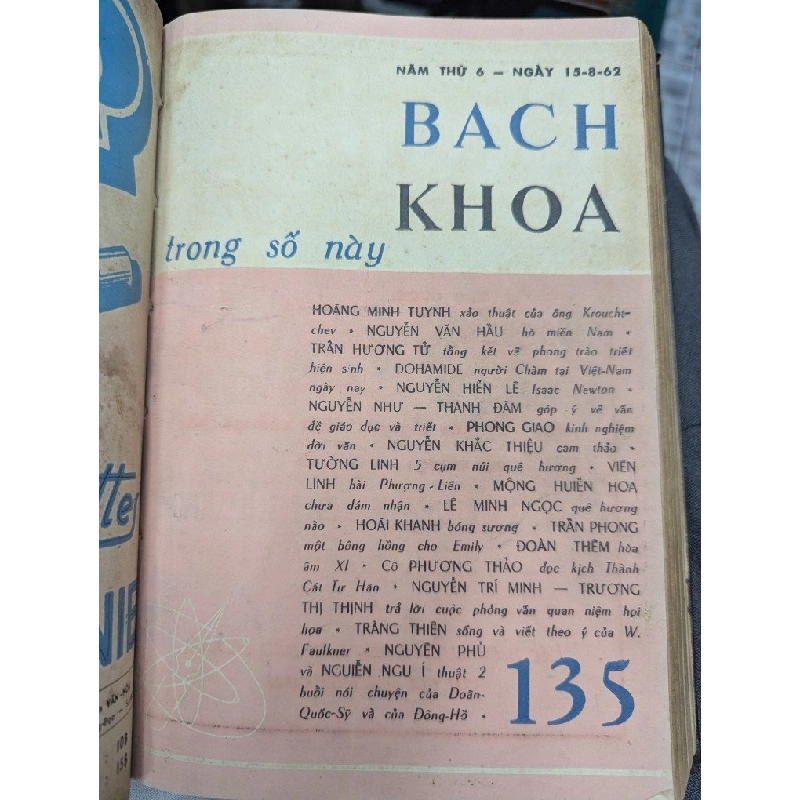 NĂM THỨ 6 — NGÀY 15-8-62
BACH
KHOA
trong số này
HOÀNG MINH TUYNH xảo thuật của ông Kroucht-
chev • NGUYỄN VĂN HẦU hò miền Nam •
TRẦN HƯƠNG TỬ tổng kết về phong trào triết
hiện sinh • DOHAMIDE người Chàm tại Việt-Nam
ngày nay • NGUYỄN HIẾN LÊ Isaac Newton •
NGUYỄN NHƯ — THANH ĐẠM góp ý về vấn
đề giáo dục và triết • PHONG GIAO kinh nghiệm
đời văn • NGUYỄN KHẮC THIỆU cam thảo •
TƯỜNG LINH 5 cụm núi quê hương • VIÊN
LINH bài Phượng-Liên • MỘNG HUIỀN HOA
chưa dám nhận • LÊ MINH NGỌC quê hương
nào • HOÀI KHANH bóng sương • TRẦN PHONG
một bông hồng cho Emily • ĐOÀN THÊM hòa
âm XI • Cô PHƯƠNG THẢO đọc kịch Thành
Cát Tư Hãn • NGUYỄN TRÍ MINH — TRƯƠNG
THỊ THỊNH trả lời cuộc phỏng vấn quan niệm hội
họa • TRÀNG THIÊN sống và viết theo ý của W.
Faulkner • NGUYÊN PHỦ
và NGUIỄN NGU Í thuật 2
buổi nói chuyện của Doãn-
Quốc-Sỹ và của Đông-Hồ •
135
108
158